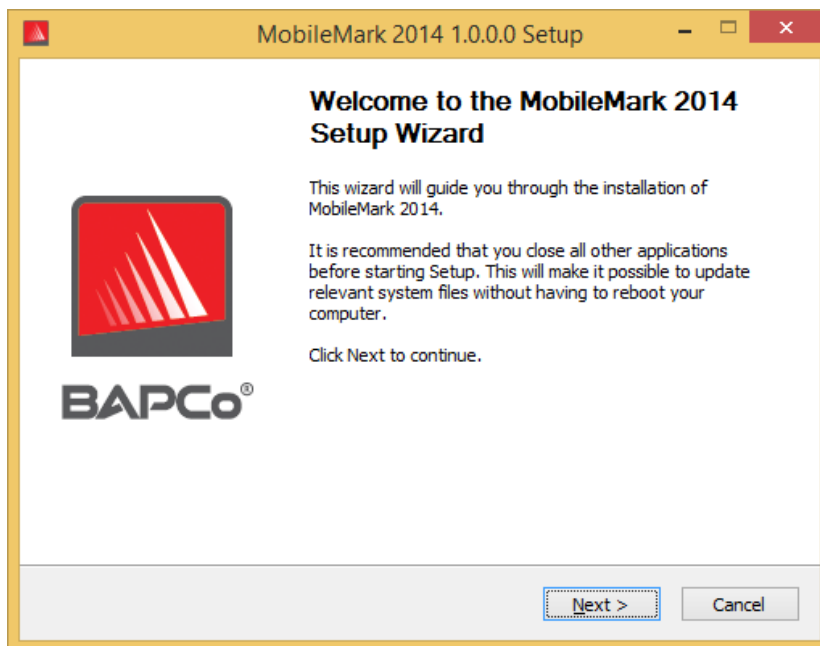 MobileMark 2014 1.0.0.0 Setup
Welcome to the MobileMark 2014
Setup Wizard
This wizard will guide you through the installation of
MobileMark 2014.
It is recommended that you close all other applications
before starting Setup. This will make it possible to update
relevant system files without having to reboot your
computer.
Click Next to continue.
BAPCo®
Next >
Cancel